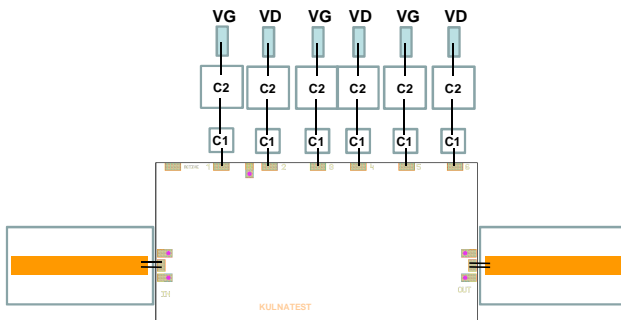 VG VD VG VD VG VD
C2 C2 C2 C2 C2 C2
C1 C1 C1 C1 C1 C1
1 2 3 4 5 6
IN OUT
KULNATEST